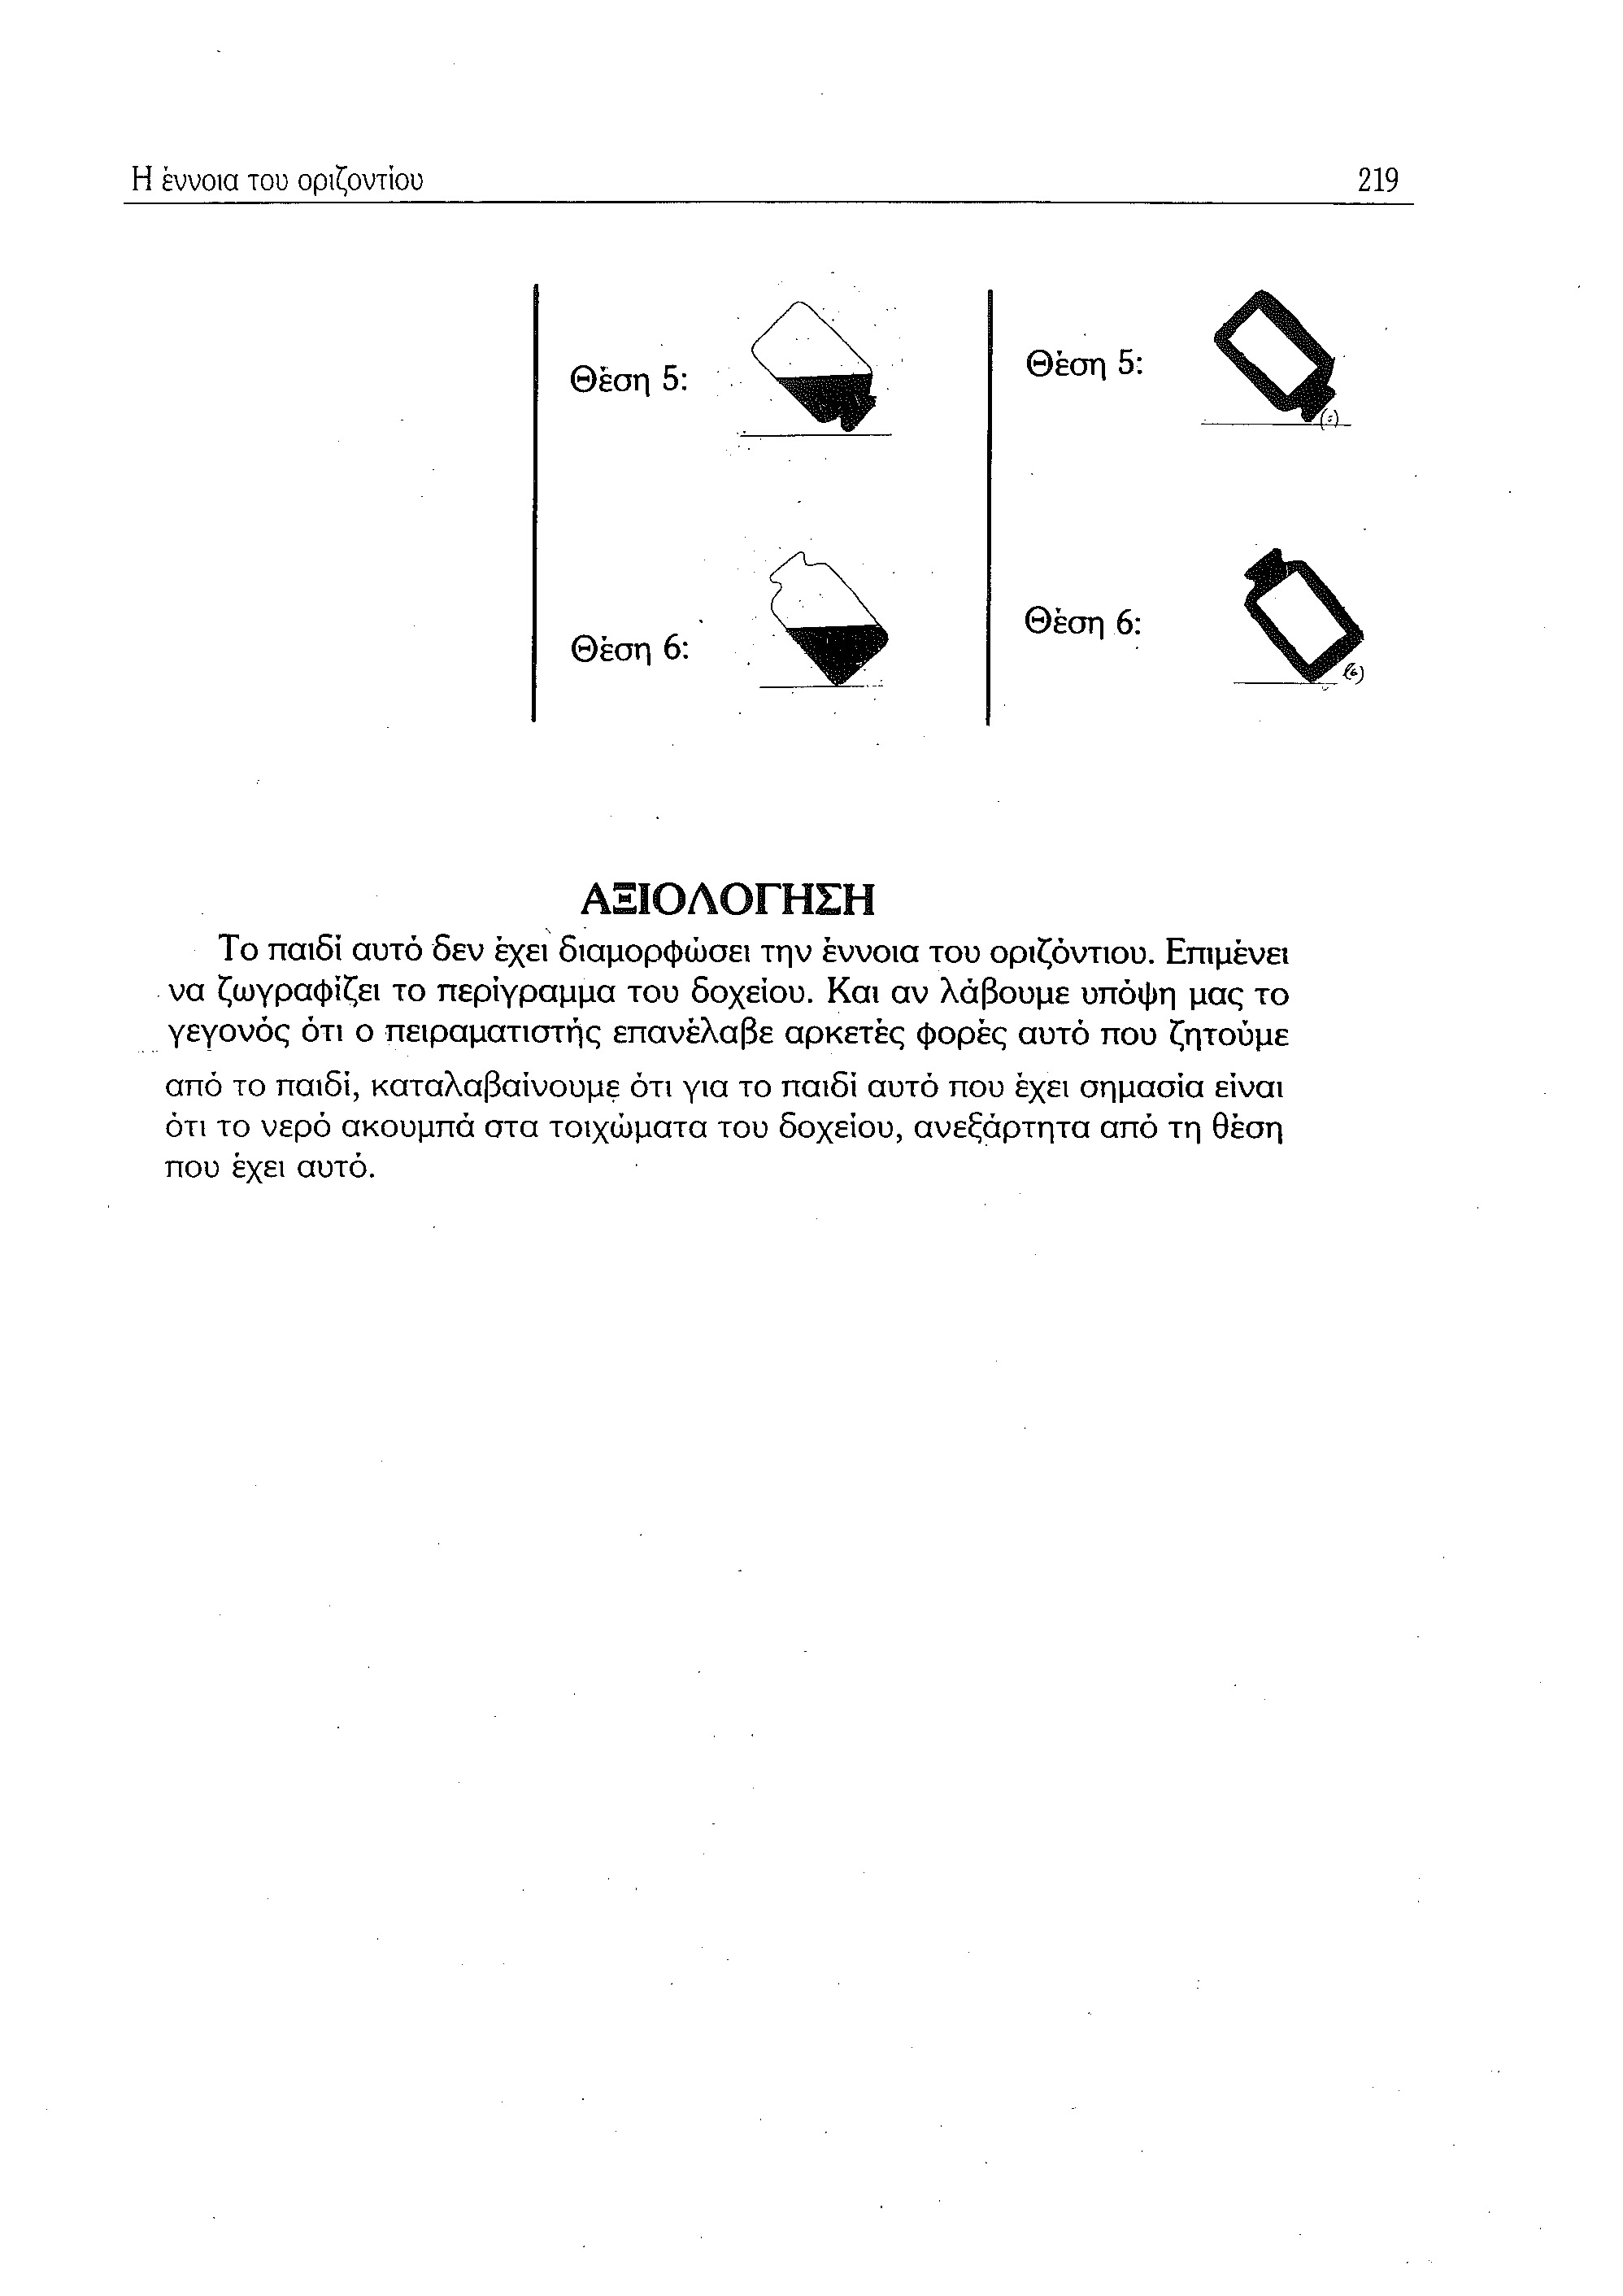 Η έννοια του οριζοντίου 219
Θέση 5:
Θέση 5:
(5)
Θέση 6:
Θέση 6:
(6)
ΑΞΙΟΛΟΓΗΣΗ
Το παιδί αυτό δεν έχει διαμορφώσει την έννοια του οριζόντιου. Επιμένει
να ζωγραφίζει το περίγραμμα του δοχείου. Και αν λάβουμε υπόψη μας το
γεγονός ότι ο πειραματιστής επανέλαβε αρκετές φορές αυτό που ζητούμε
από το παιδί, καταλαβαίνουμε ότι για το παιδί αυτό που έχει σημασία είναι
ότι το νερό ακουμπά στα τοιχώματα του δοχείου, ανεξάρτητα από τη θέση
που έχει αυτό.